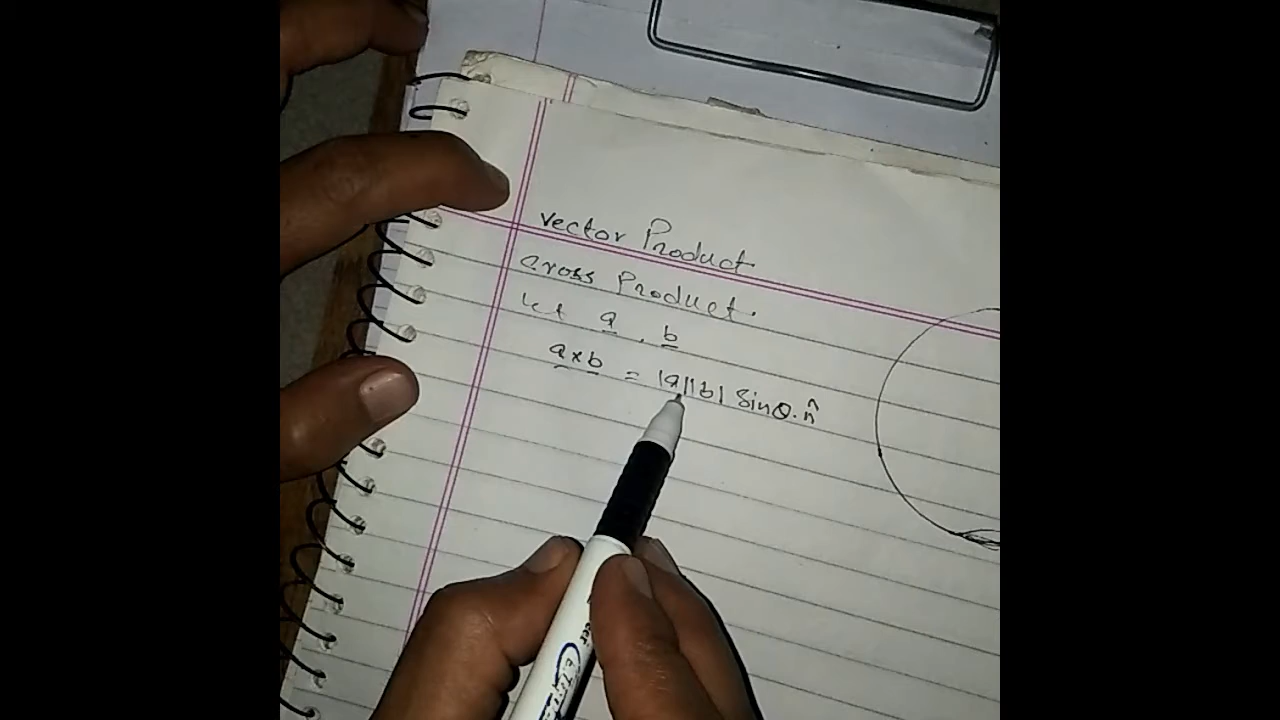 vector Product
cross Product.
let a , b
a x b = |a||b| Sinθ. n̂